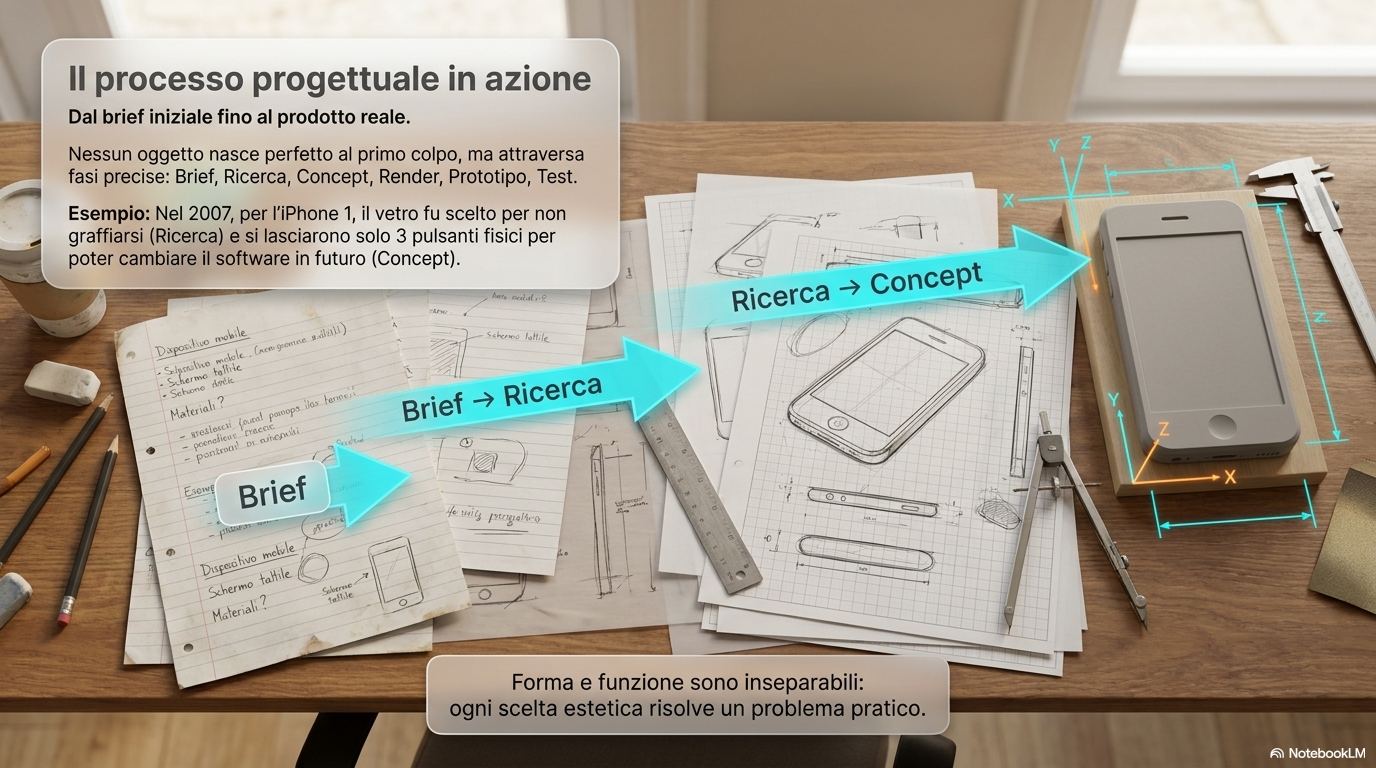 Il processo progettuale in azione
Dal brief iniziale fino al prodotto reale.
Nessun oggetto nasce perfetto al primo colpo, ma attraversa
fasi precise: Brief, Ricerca, Concept, Render, Prototipo, Test.
Esempio: Nel 2007, per l'iPhone 1, il vetro fu scelto per non
graffiarsi (Ricerca) e si lasciarono solo 3 pulsanti fisici per
poter cambiare il software in futuro (Concept).
Brief
Brief → Ricerca
Ricerca → Concept
Dispositivo mobile
- Schermo tattile
Materiali?
Dispositivo mobile
Schermo tattile
Materiali?
Schermo
tattile
Schermo tattile
Y
Z
X
Y
Z
X
Forma e funzione sono inseparabili:
ogni scelta estetica risolve un problema pratico.
NotebookLM